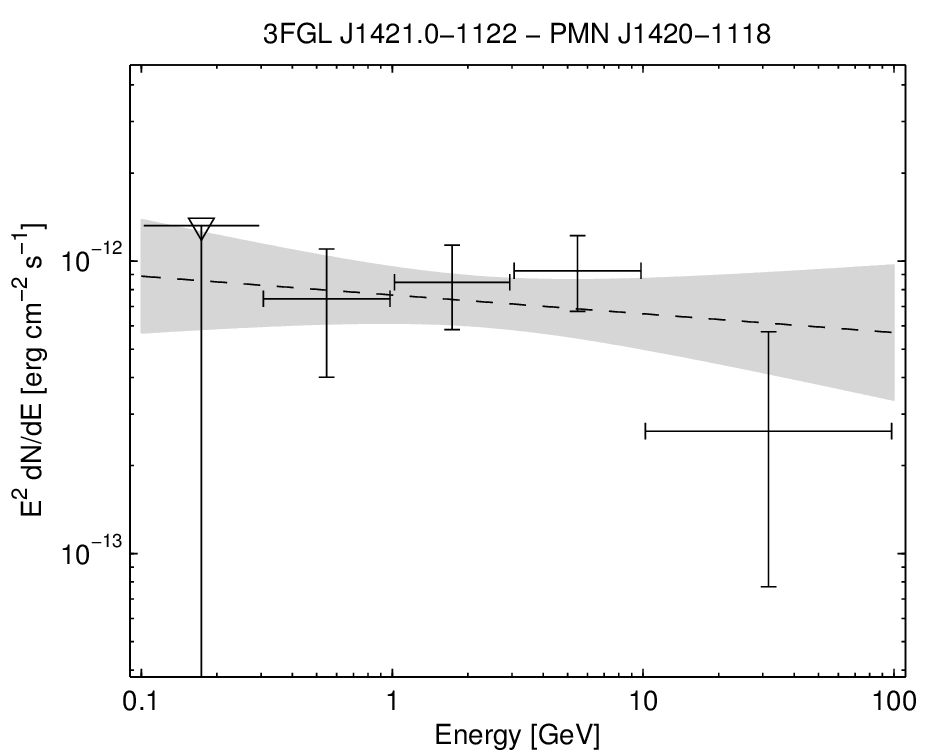 3FGL J1421.0−1122 − PMN J1420−1118
E² dN/dE [erg cm⁻² s⁻¹]
10⁻¹²
10⁻¹³
0.1 1 10 100
Energy [GeV]